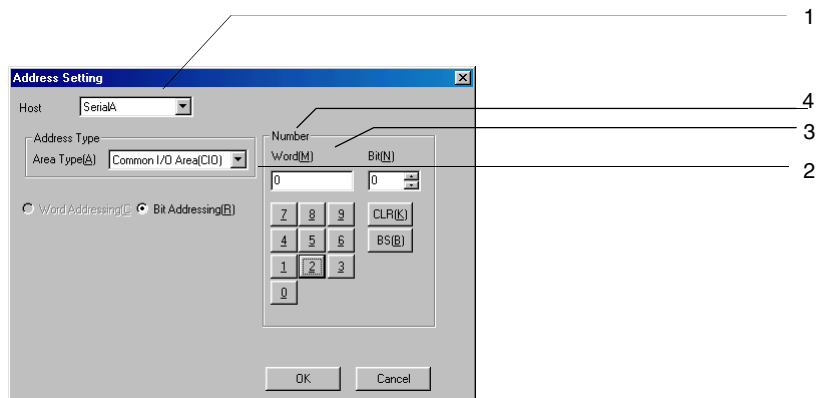 1
Address Setting
Host SerialA
4
Address Type
Number
3
Area Type(A) Common I/O Area(CIO)
Word(M) Bit(N)
2
0 0
Word Addressing(C Bit Addressing(R)
7 8 9 CLR(K)
4 5 6 BS(B)
1 2 3
0
OK Cancel